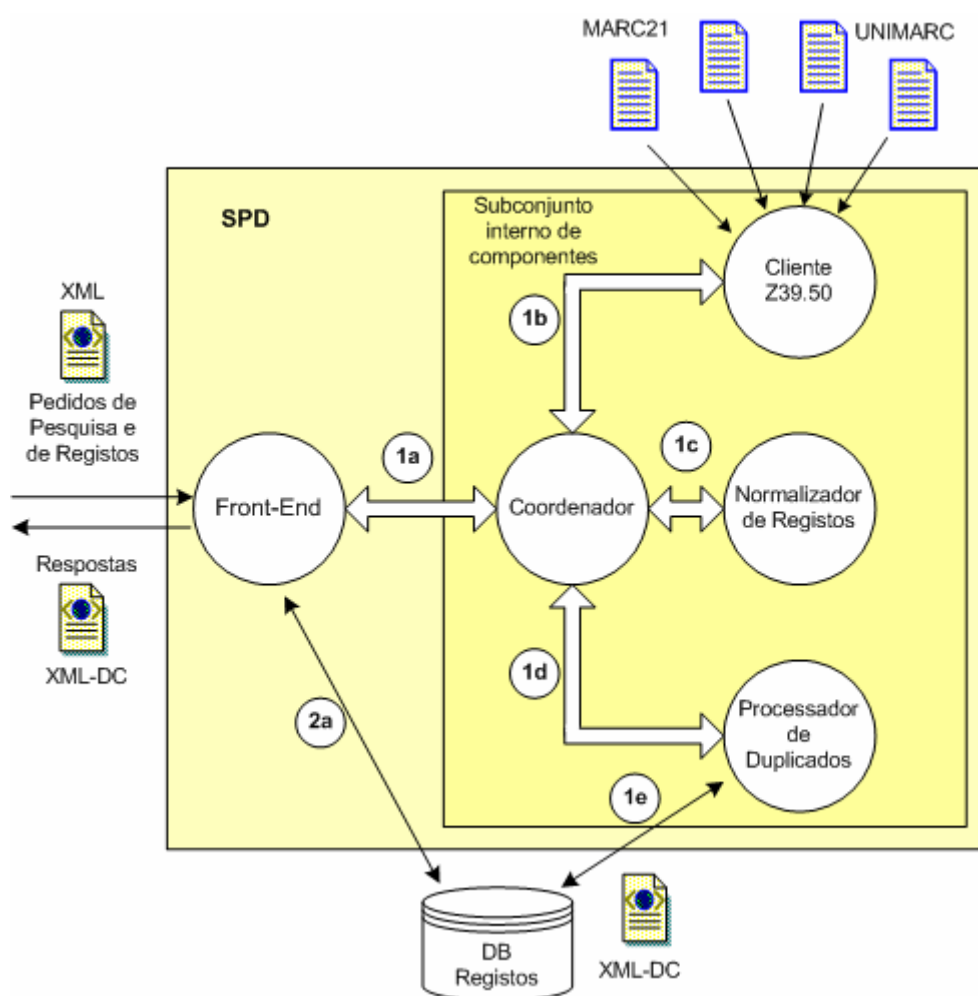 MARC21
UNIMARC
SPD
Subconjunto
interno de
componentes
Cliente
Z39.50
XML
1b
Pedidos de
Pesquisa e
de Registos
1a
1c
Front-End
Coordenador
Normalizador
de Registos
Respostas
XML-DC
1d
2a
Processador
de
Duplicados
1e
DB
Registos
XML-DC